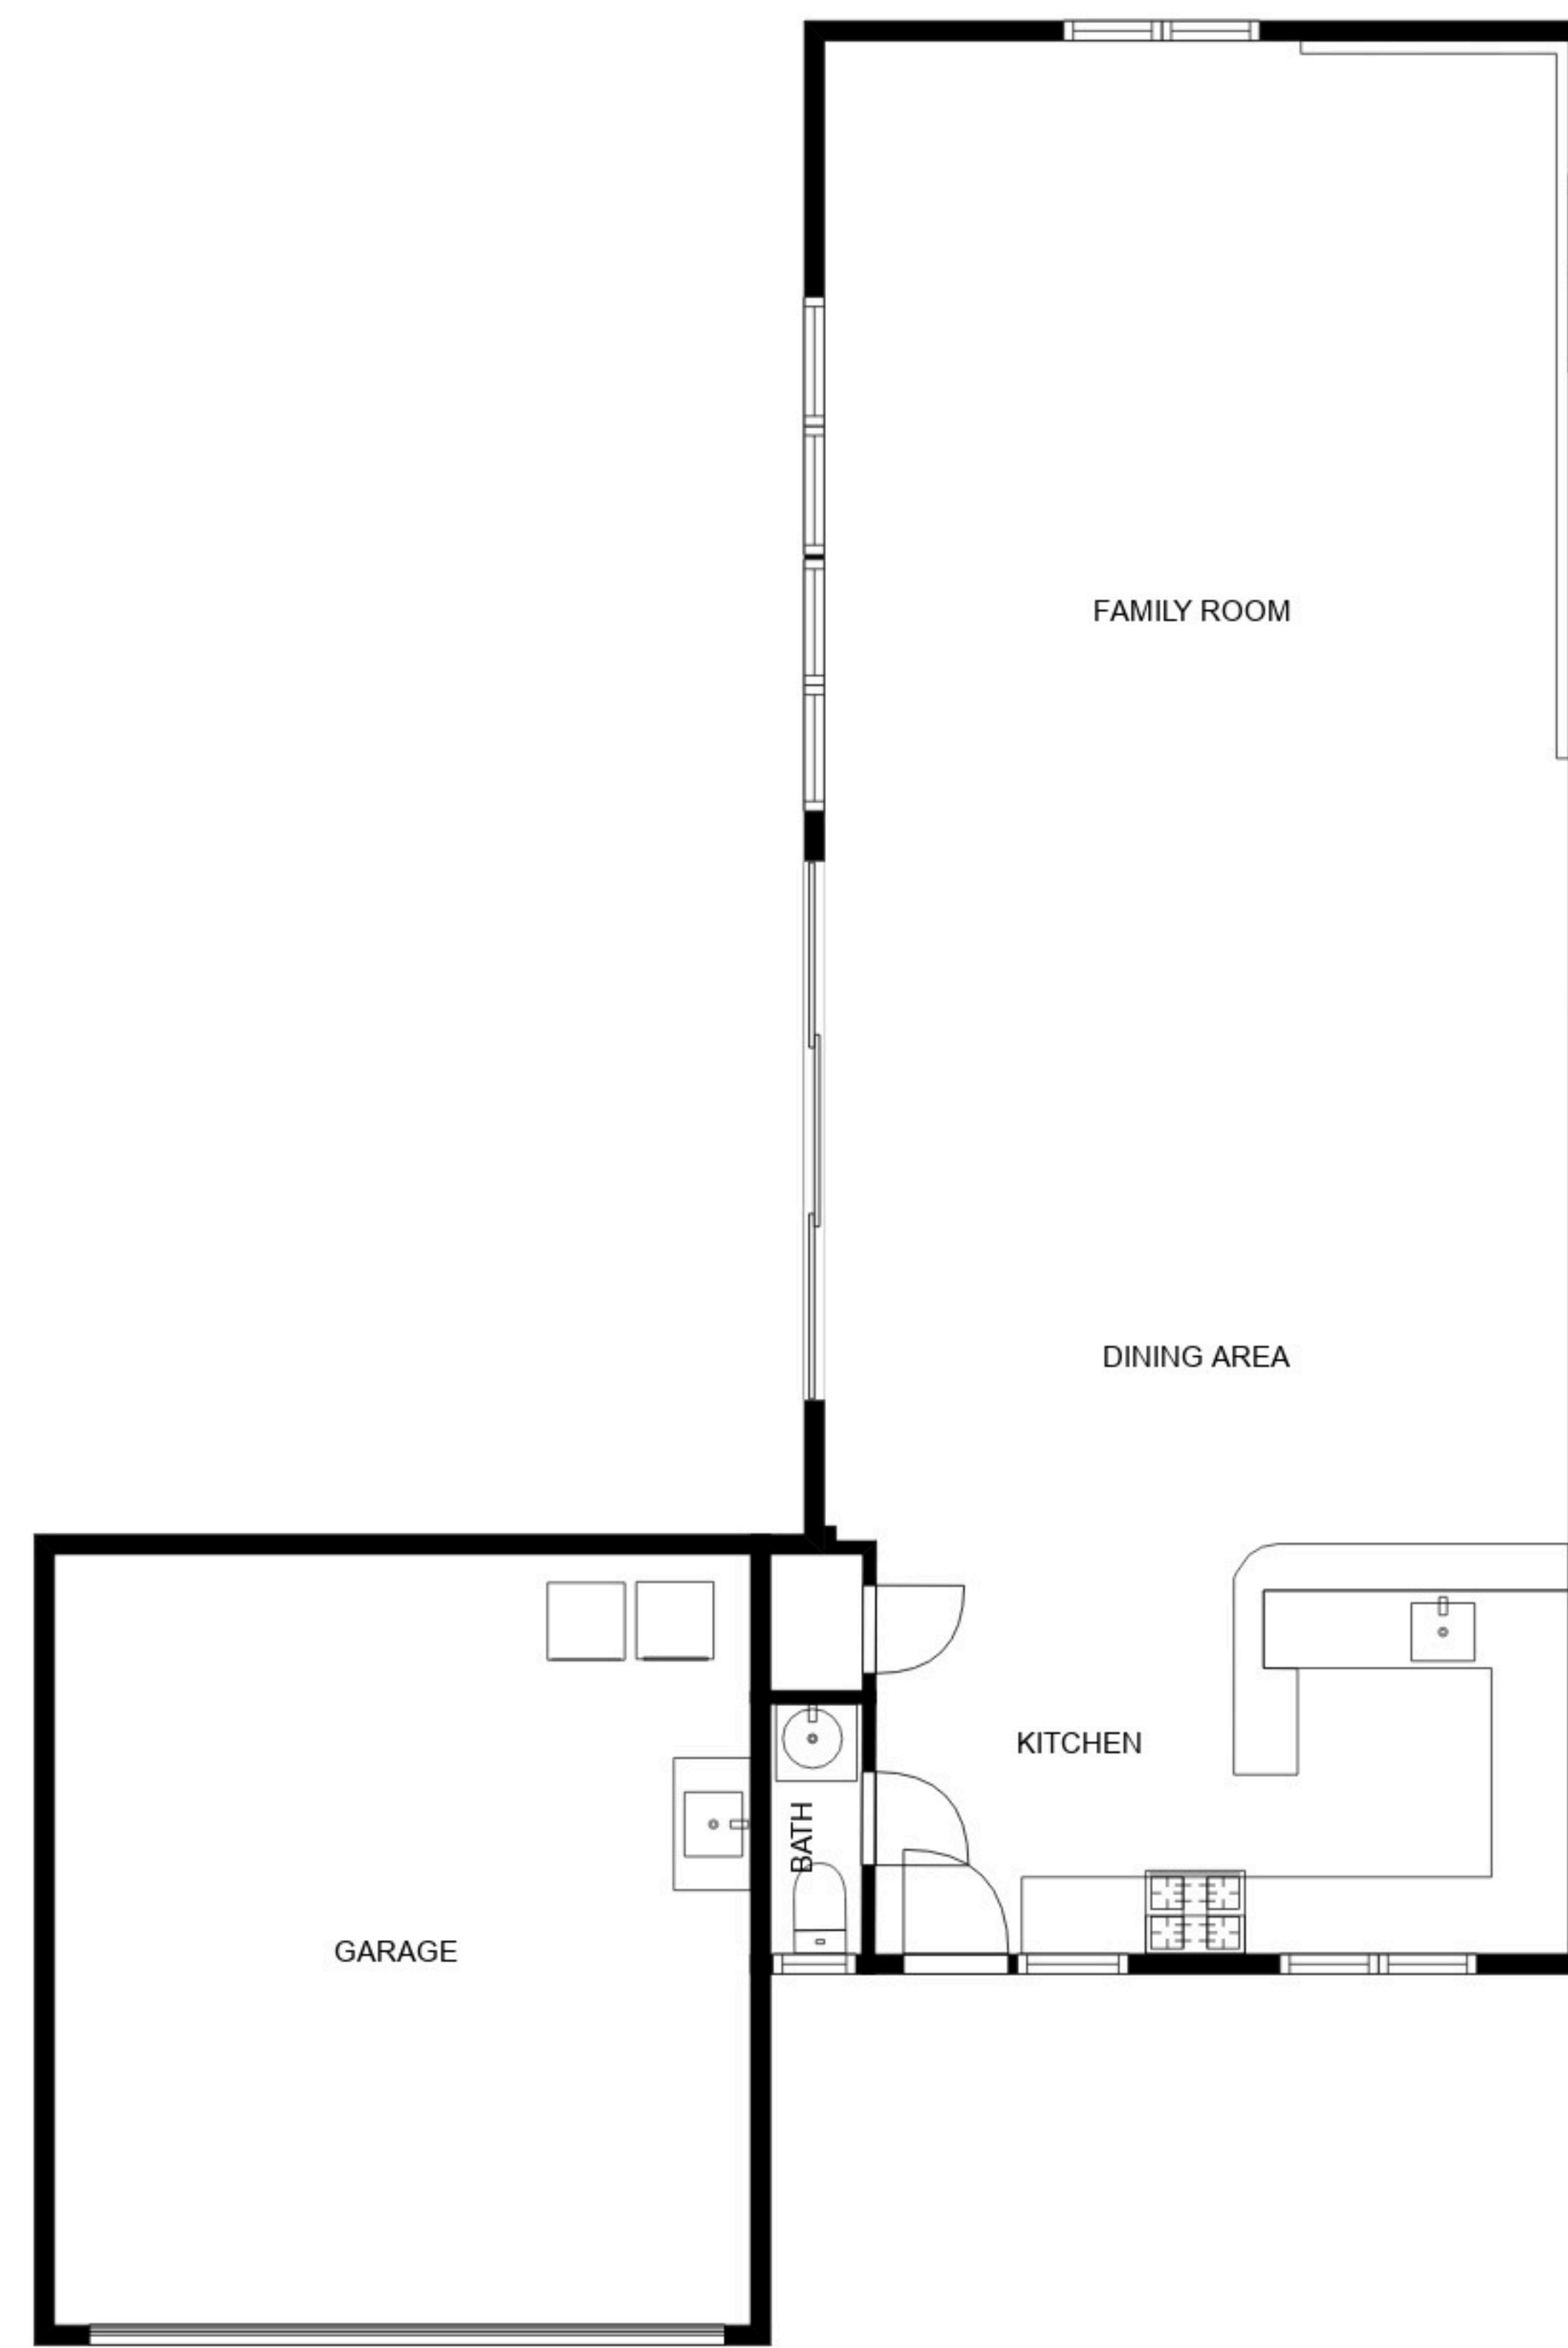 FAMILY ROOM
DINING AREA
KITCHEN
BATH
GARAGE